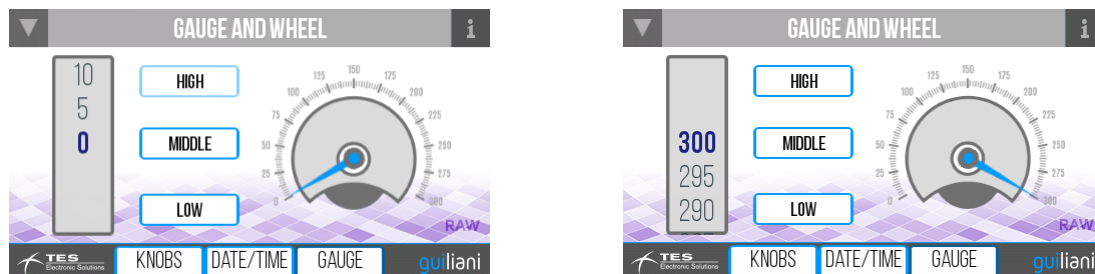 GAUGE AND WHEEL
i
10
5
0
HIGH
MIDDLE
LOW
0
25
50
75
100
125
150
175
200
225
250
275
300
RAW
TES
Electronic Solutions
KNOBS
DATE/TIME
GAUGE
guiliani
GAUGE AND WHEEL
i
300
295
290
HIGH
MIDDLE
LOW
0
25
50
75
100
125
150
175
200
225
250
275
300
RAW
TES
Electronic Solutions
KNOBS
DATE/TIME
GAUGE
guiliani